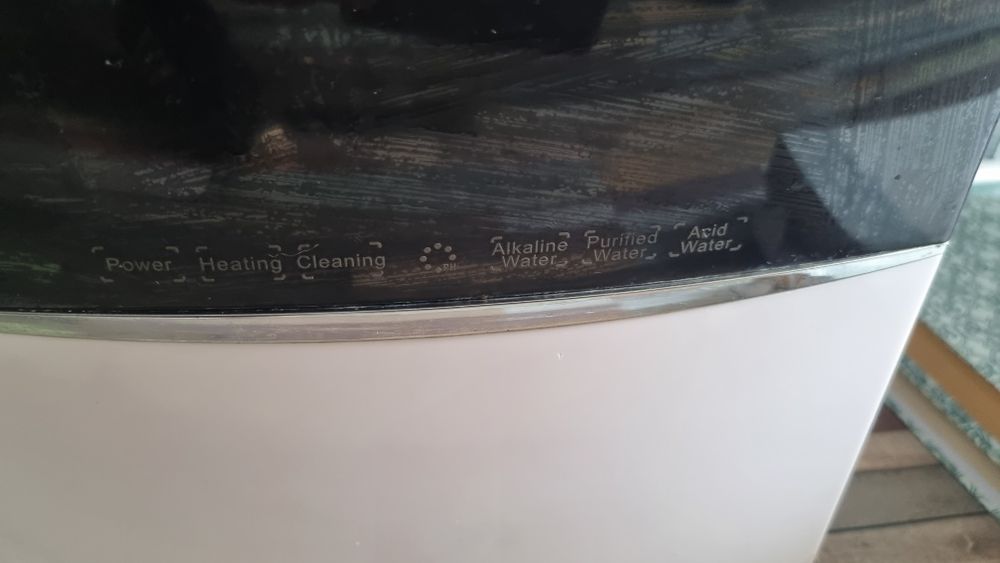 Power
Heating
Cleaning
PH
Alkaline
Water
Purified
Water
Acid
Water